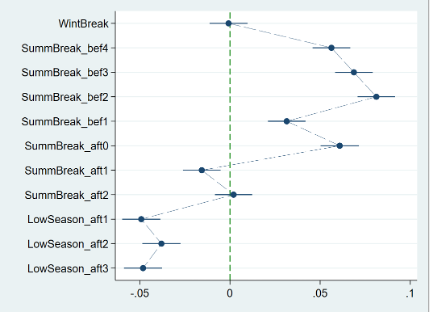 WintBreak
SummBreak_bef4
SummBreak_bef3
SummBreak_bef2
SummBreak_bef1
SummBreak_aft0
SummBreak_aft1
SummBreak_aft2
LowSeason_aft1
LowSeason_aft2
LowSeason_aft3
-.05 0 .05 .1